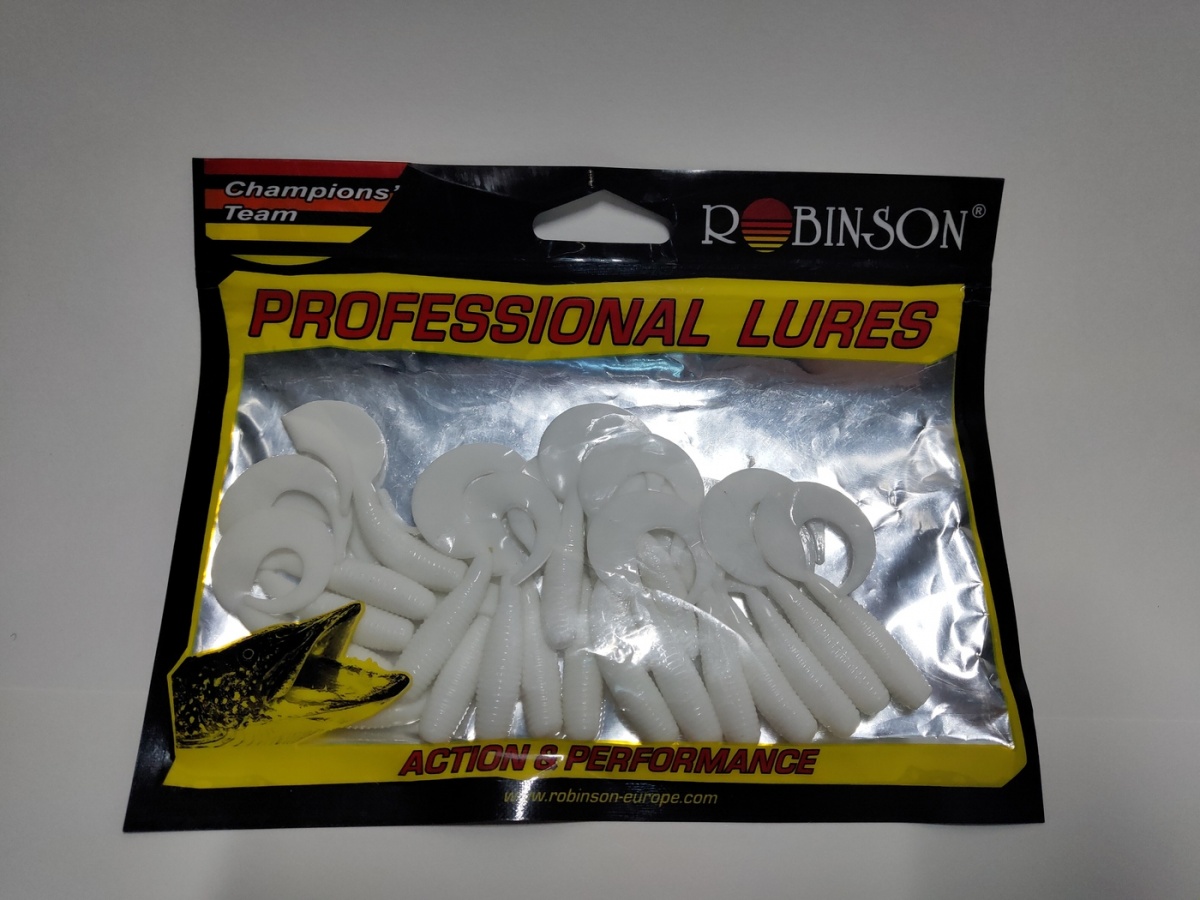 Champions'
Team
ROBINSON®
PROFESSIONAL LURES
ACTION & PERFORMANCE
www.robinson-europe.com